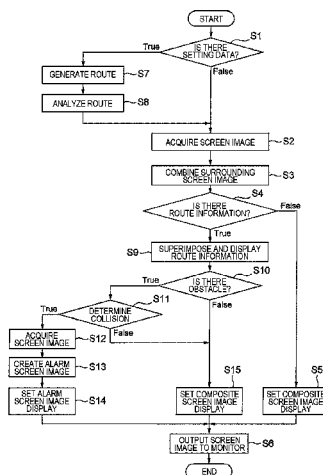 START
S1
IS THERE
SETTING DATA?
True
False
GENERATE ROUTE
S7
ANALYZE ROUTE
S8
ACQUIRE SCREEN IMAGE
S2
COMBINE SURROUNDING
SCREEN IMAGE
S3
S4
IS THERE
ROUTE INFORMATION?
False
True
S9
SUPERIMPOSE AND DISPLAY
ROUTE INFORMATION
S10
IS THERE
OBSTACLE?
True
False
S11
DETERMINE
COLLISION
True
False
ACQUIRE
SCREEN IMAGE
S12
CREATE ALARM
SCREEN IMAGE
S13
SET ALARM
SCREEN IMAGE
DISPLAY
S14
S15
SET COMPOSITE
SCREEN IMAGE
DISPLAY
S5
SET COMPOSITE
SCREEN IMAGE
DISPLAY
OUTPUT SCREEN
IMAGE TO MONITOR
S6
END